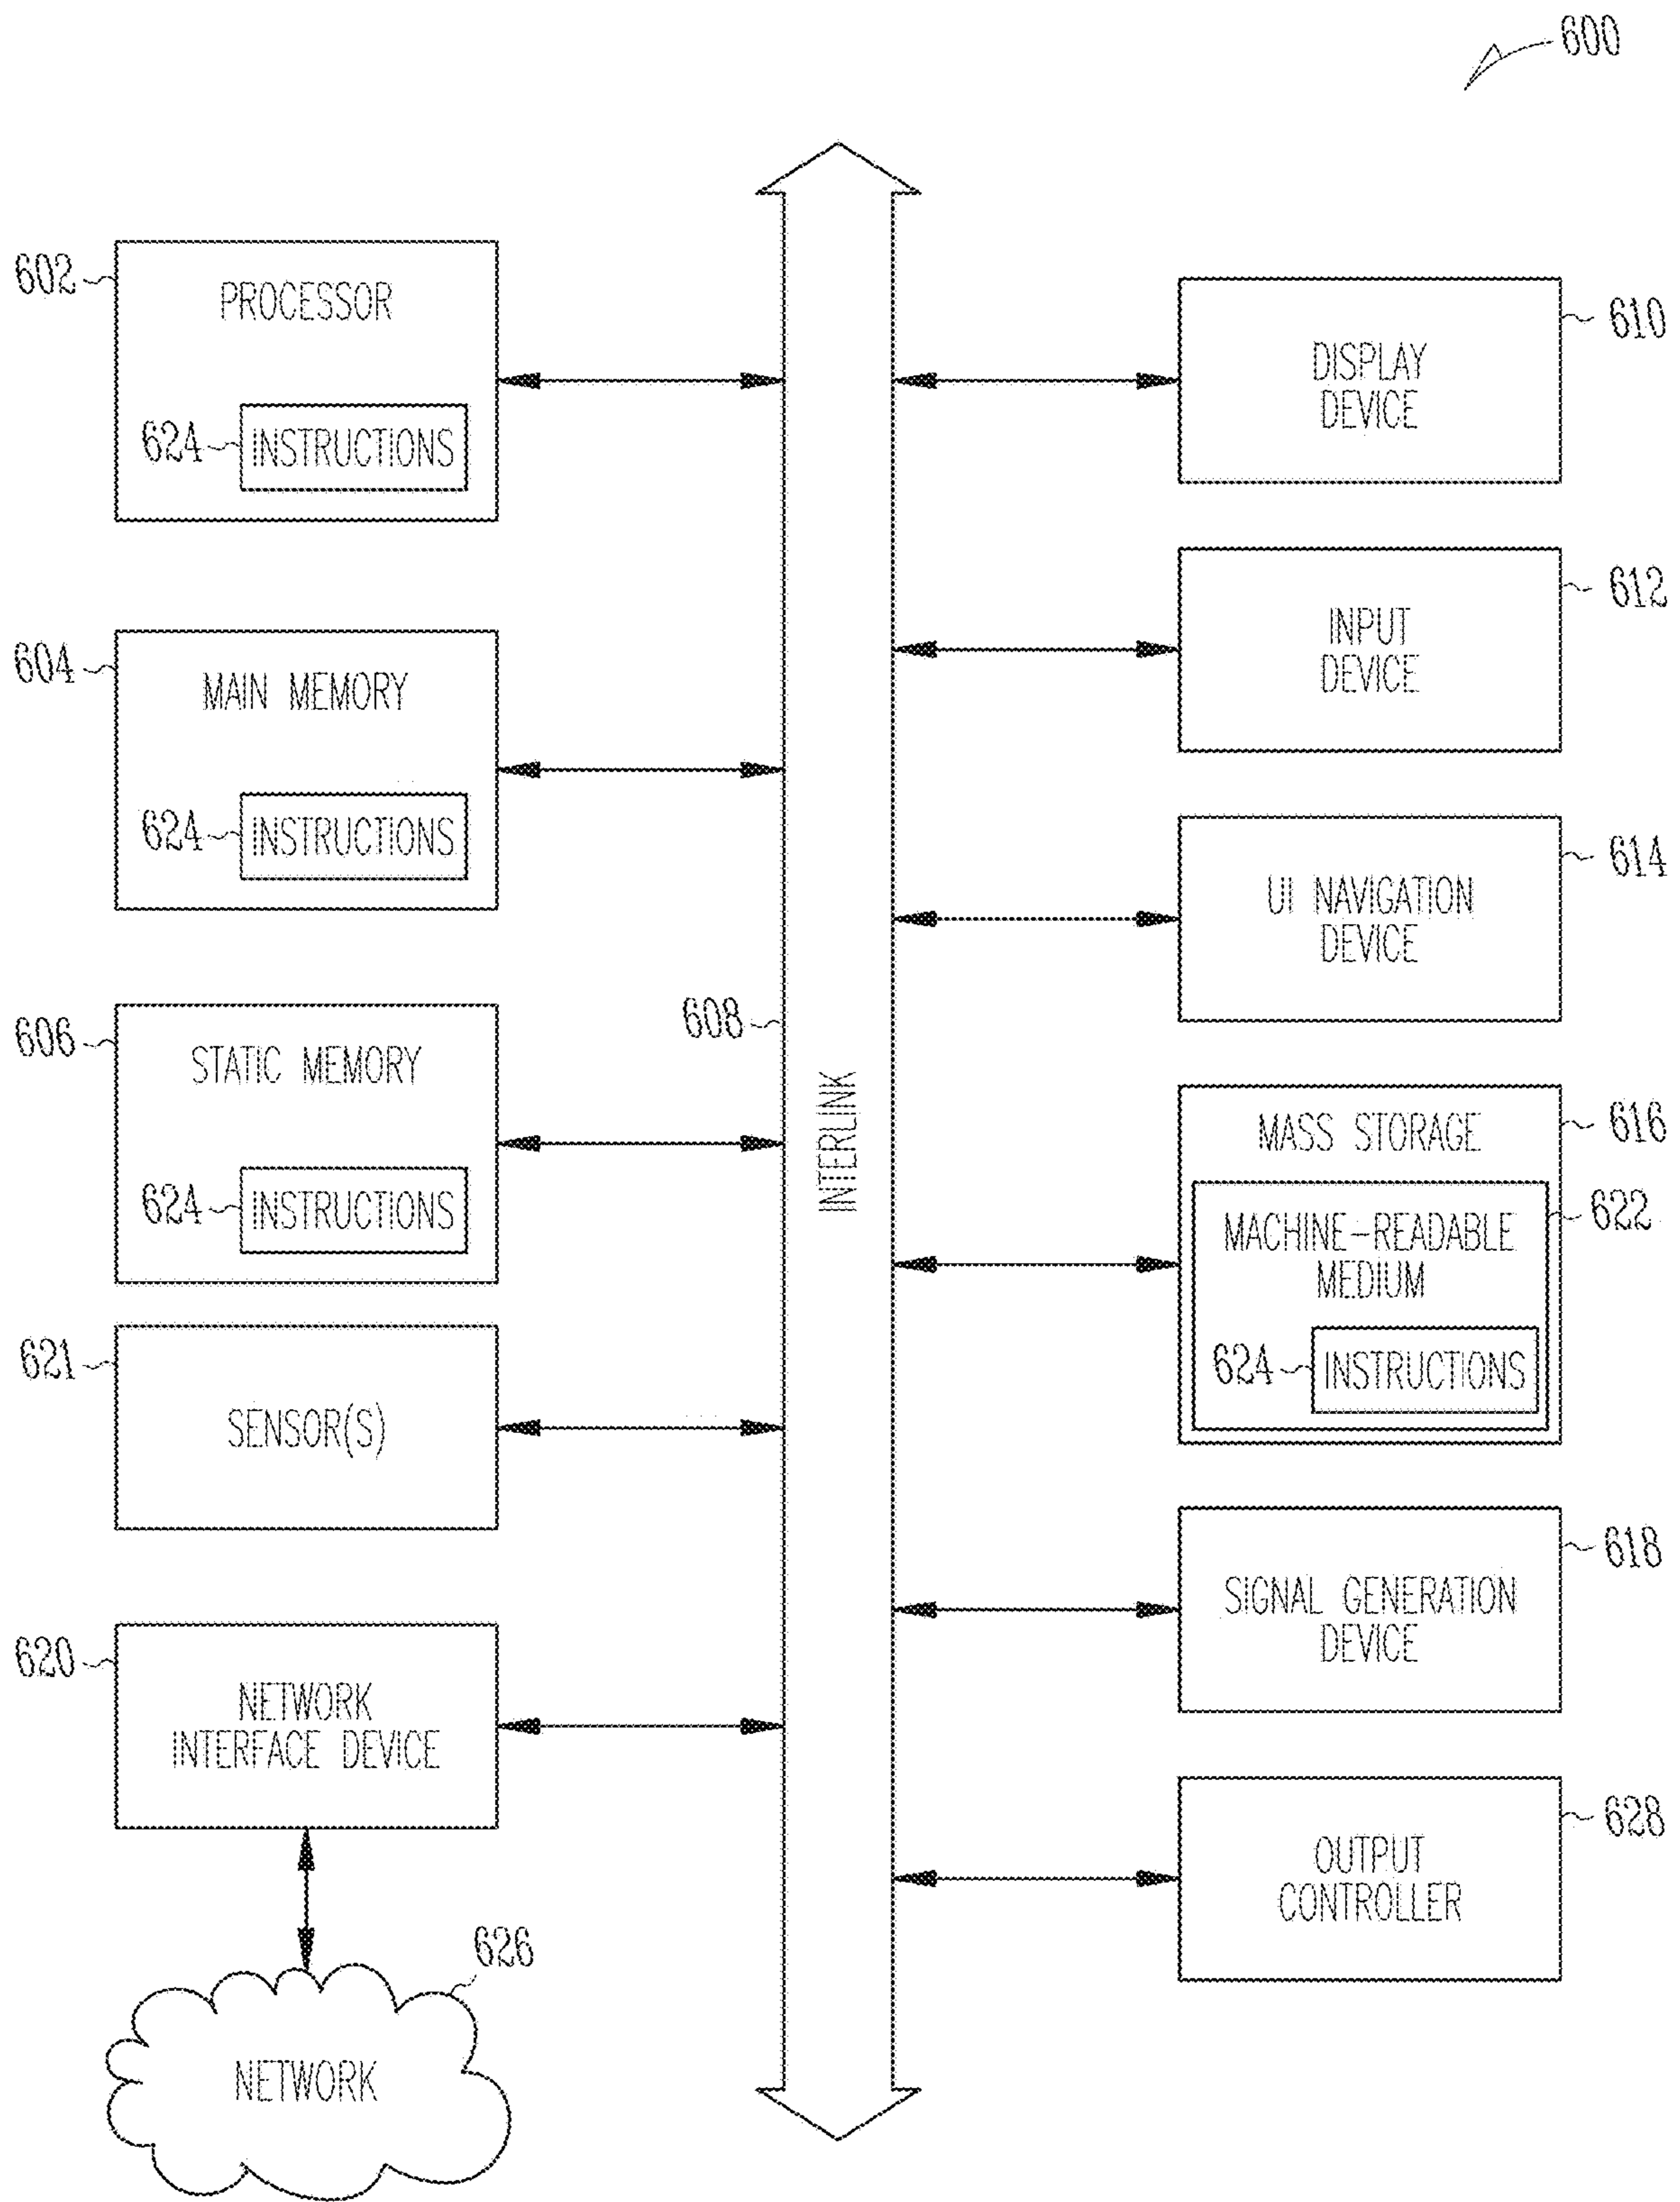 600
602
PROCESSOR
624
INSTRUCTIONS
604
MAIN MEMORY
624
INSTRUCTIONS
606
STATIC MEMORY
624
INSTRUCTIONS
621
SENSOR(S)
620
NETWORK
INTERFACE DEVICE
626
NETWORK
608
INTERLINK
610
DISPLAY
DEVICE
612
INPUT
DEVICE
614
UI NAVIGATION
DEVICE
616
MASS STORAGE
622
MACHINE-READABLE
MEDIUM
624
INSTRUCTIONS
618
SIGNAL GENERATION
DEVICE
628
OUTPUT
CONTROLLER